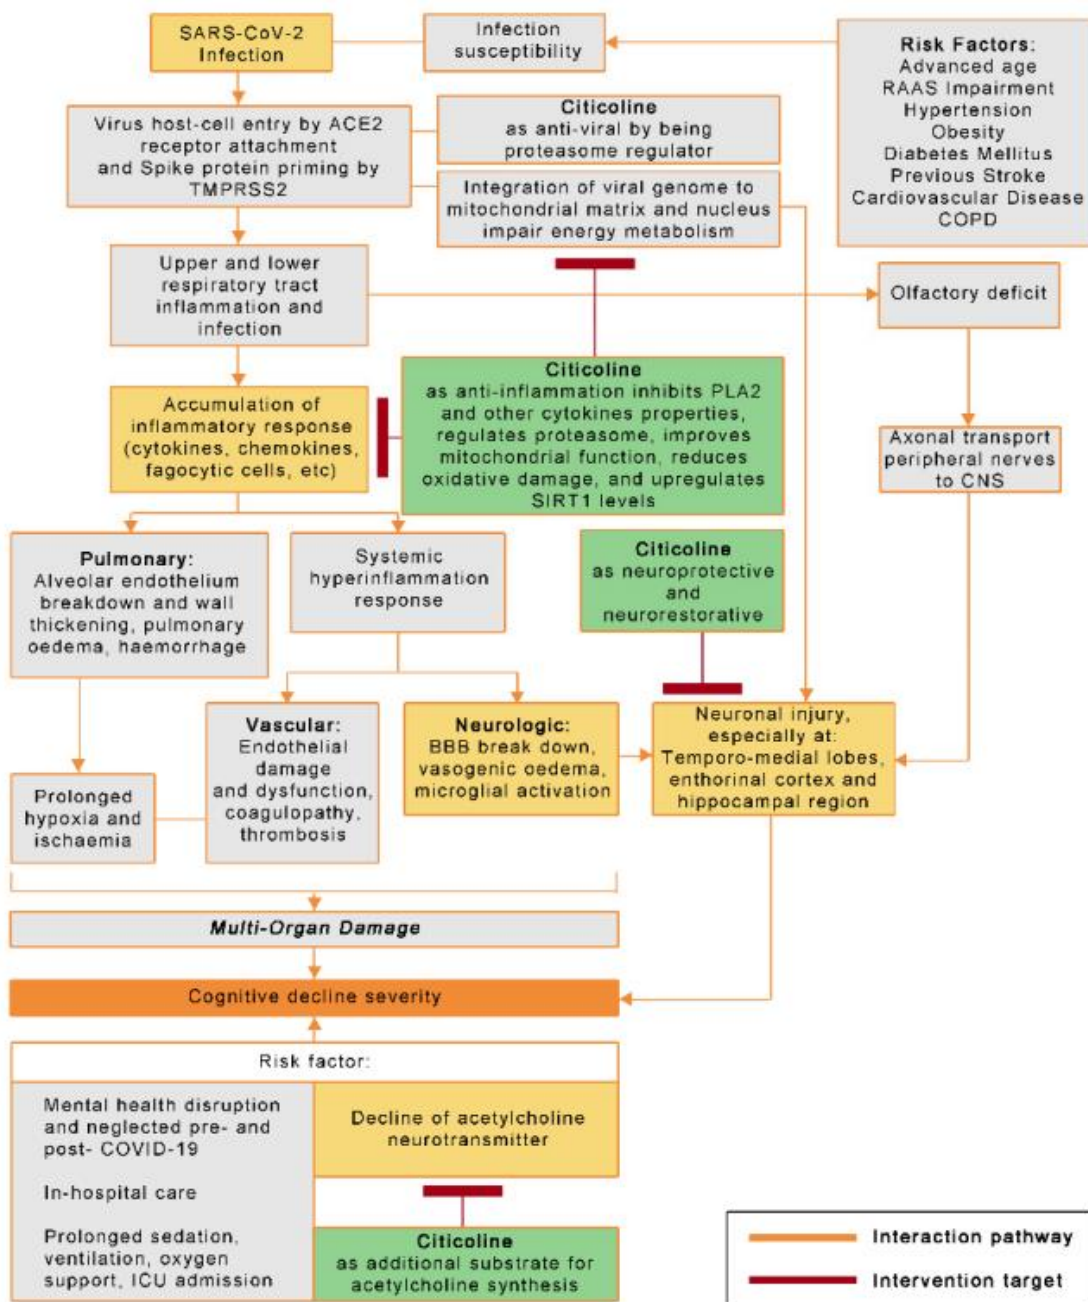 SARS-CoV-2
Infection
Infection
susceptibility
Risk Factors:
Advanced age
RAAS Impairment
Hypertension
Obesity
Diabetes Mellitus
Previous Stroke
Cardiovascular Disease
COPD
Virus host-cell entry by ACE2
receptor attachment
and Spike protein priming by
TMPRSS2
Citicoline
as anti-viral by being
proteasome regulator
Integration of viral genome to
mitochondrial matrix and nucleus
impair energy metabolism
Upper and lower
respiratory tract
inflammation and
infection
Olfactory deficit
Citicoline
as anti-inflammation inhibits PLA2
and other cytokines properties,
regulates proteasome, improves
mitochondrial function, reduces
oxidative damage, and upregulates
SIRT1 levels
Accumulation of
inflammatory response
(cytokines, chemokines,
fagocytic cells, etc)
Axonal transport
peripheral nerves
to CNS
Pulmonary:
Alveolar endothelium
breakdown and wall
thickening, pulmonary
oedema, haemorrhage
Systemic
hyperinflammation
response
Citicoline
as neuroprotective
and
neurorestorative
Vascular:
Endothelial
damage
and dysfunction,
coagulopathy,
thrombosis
Neurologic:
BBB break down,
vasogenic oedema,
microglial activation
Neuronal injury,
especially at:
Temporo-medial lobes,
enthorinal cortex and
hippocampal region
Prolonged
hypoxia and
ischaemia
Multi-Organ Damage
Cognitive decline severity
Risk factor:
Mental health disruption
and neglected pre- and
post- COVID-19
In-hospital care
Prolonged sedation,
ventilation, oxygen
support, ICU admission
Decline of acetylcholine
neurotransmitter
Citicoline
as additional substrate for
acetylcholine synthesis
Interaction pathway
Intervention target